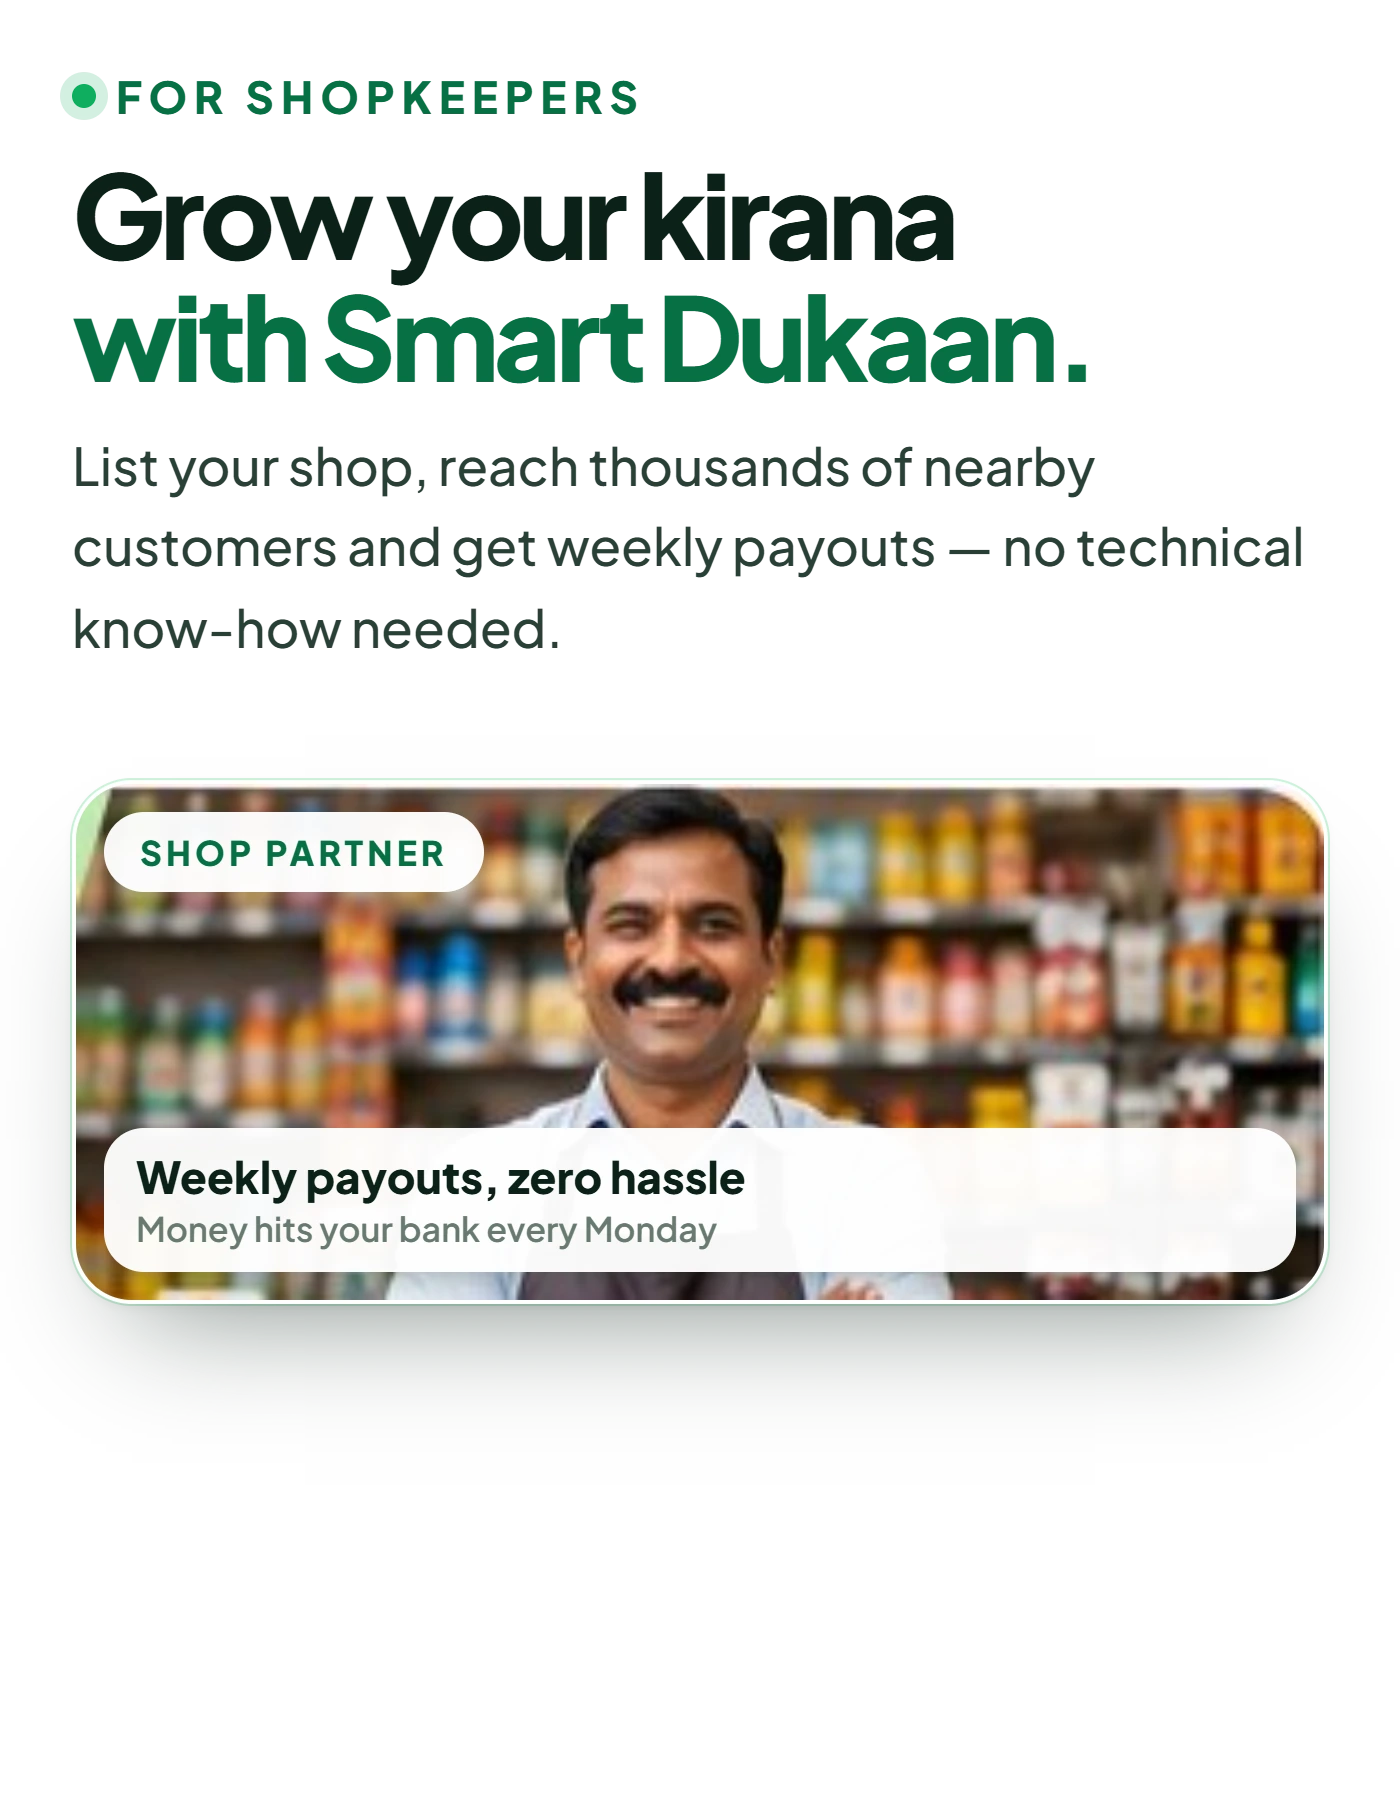 FOR SHOPKEEPERS
Grow your kirana
with Smart Dukaan.
List your shop, reach thousands of nearby
customers and get weekly payouts — no technical
know-how needed.
SHOP PARTNER
Weekly payouts, zero hassle
Money hits your bank every Monday